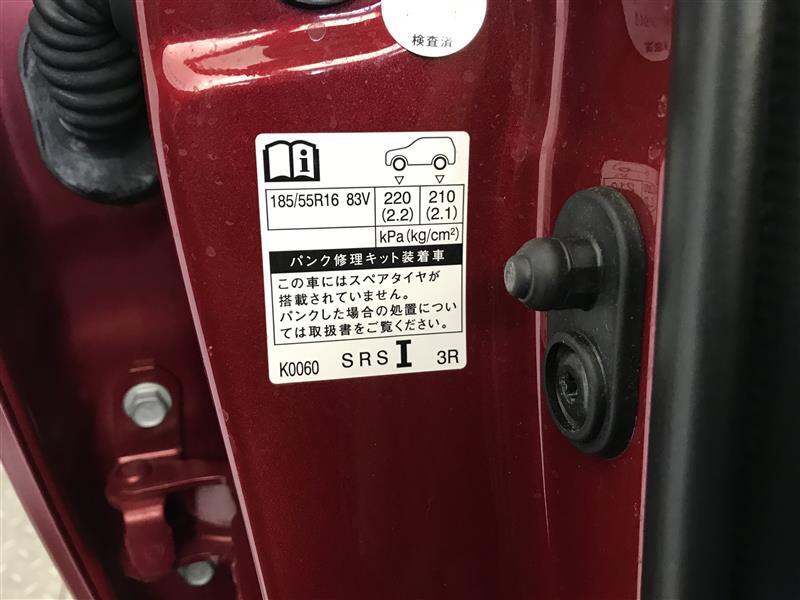 検査済
185/55R16 83V 220 210
(2.2) (2.1)
kPa(kg/cm²)
パンク修理キット装着車
この車にはスペアタイヤが
搭載されていません。
パンクした場合の処置につい
ては取扱書をご覧ください。
K0060 SRS I 3R